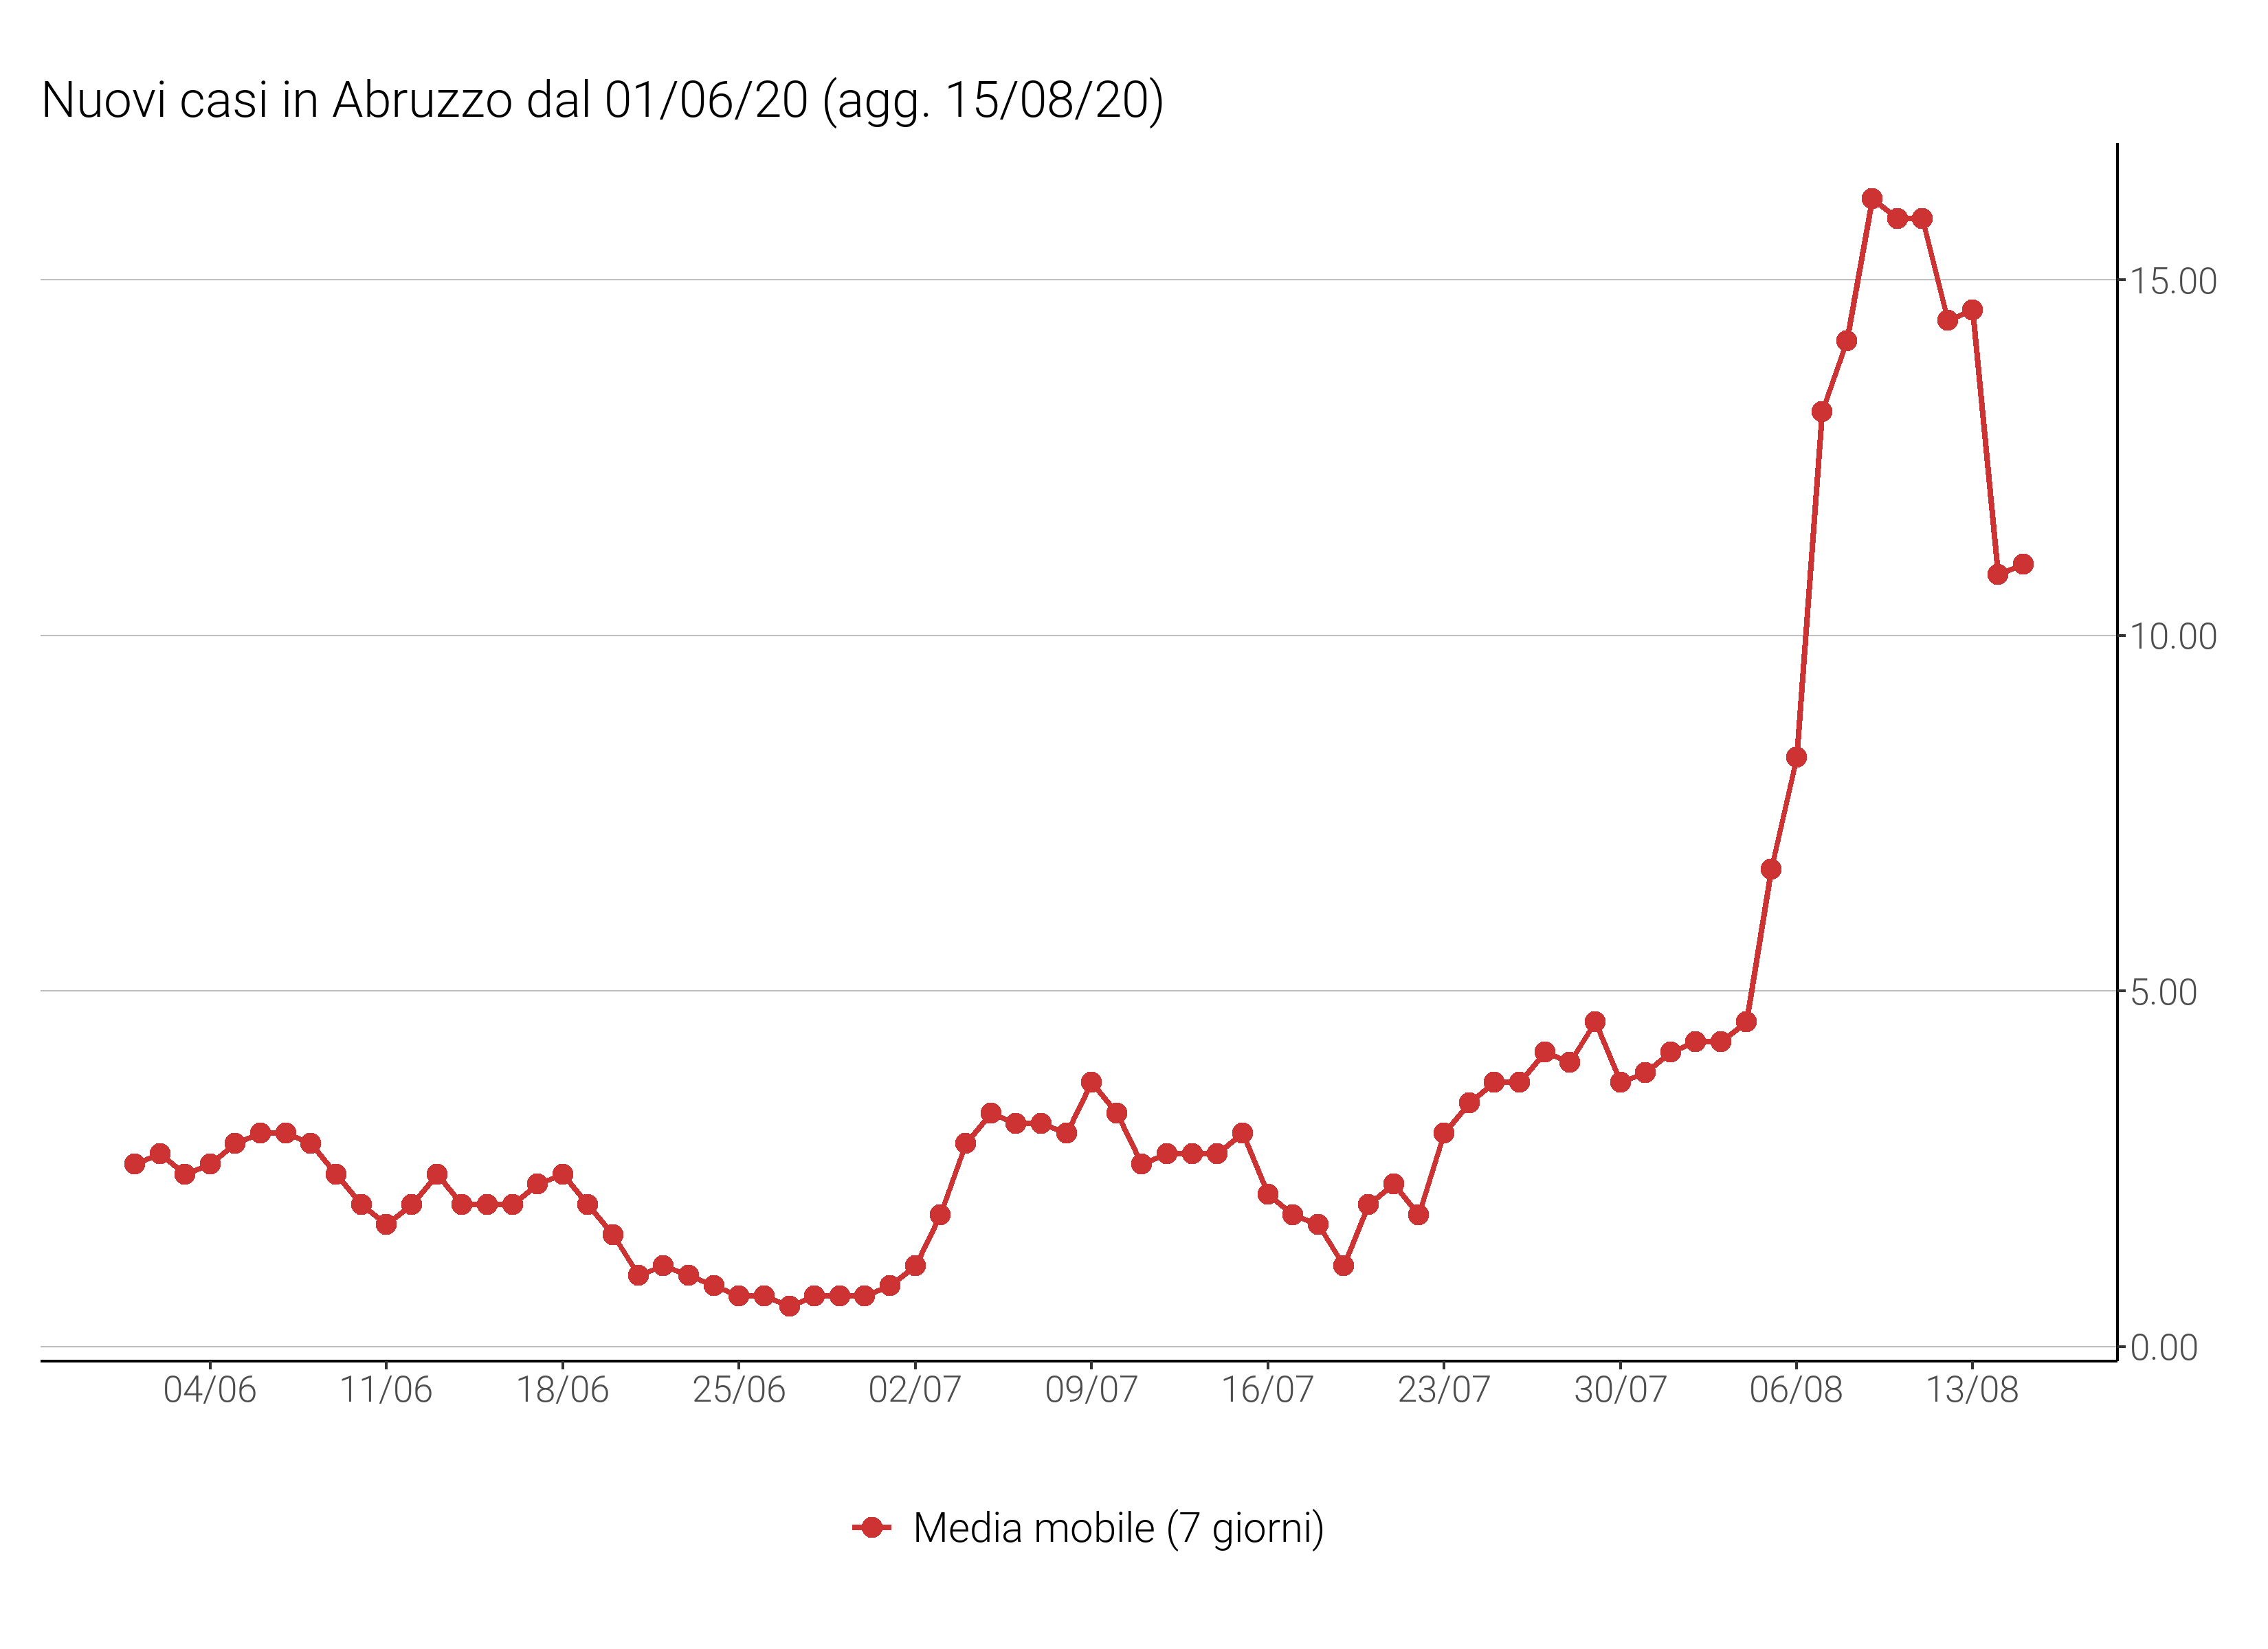 Nuovi casi in Abruzzo dal 01/06/20 (agg. 15/08/20)
15.00
10.00
5.00
0.00
04/06 11/06 18/06 25/06 02/07 09/07 16/07 23/07 30/07 06/08 13/08
Media mobile (7 giorni)